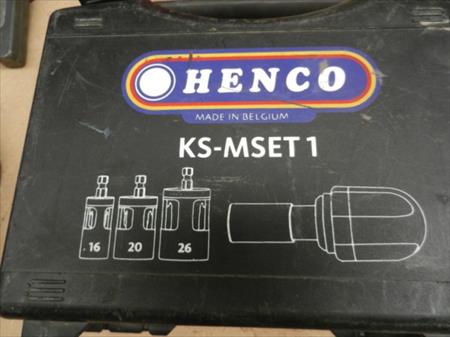 HENCO
MADE IN BELGIUM
KS-MSET 1
16 20 26